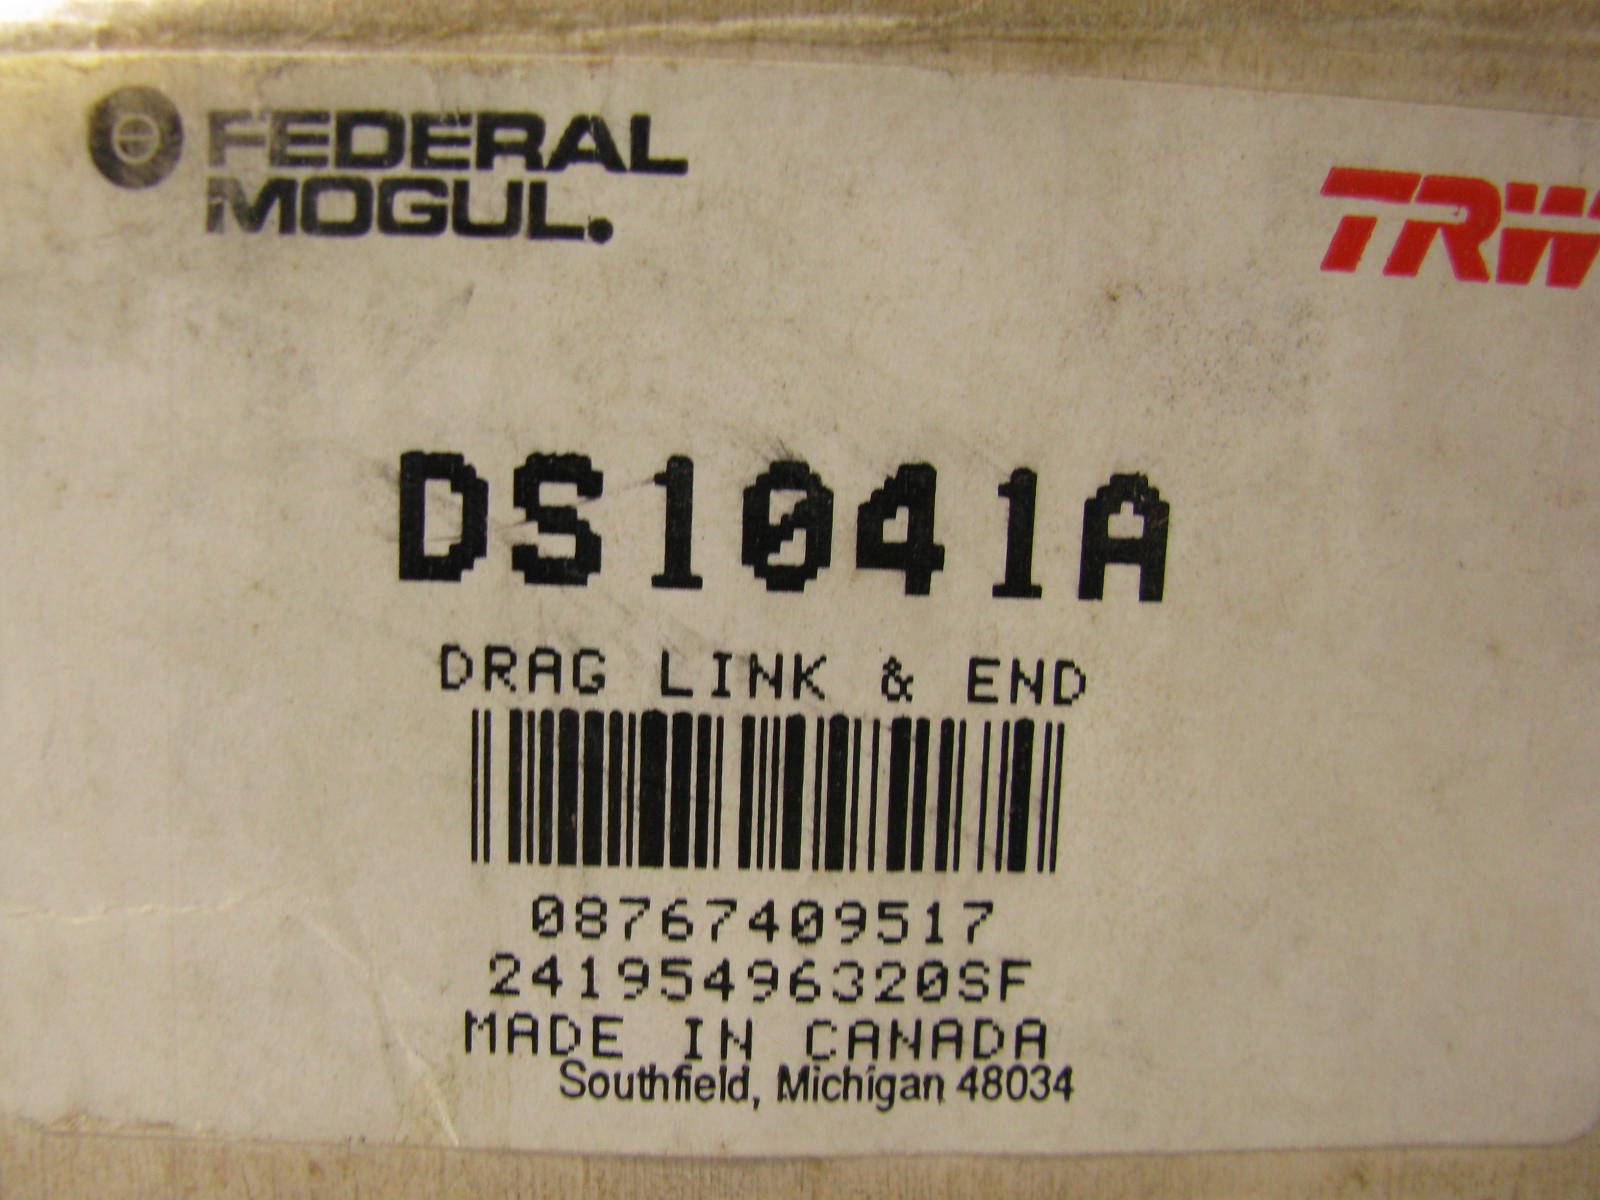 FEDERAL
MOGUL.
TRW
DS1041A
DRAG LINK & END
08767409517
24195496320SF
MADE IN CANADA
Southfield, Michigan 48034